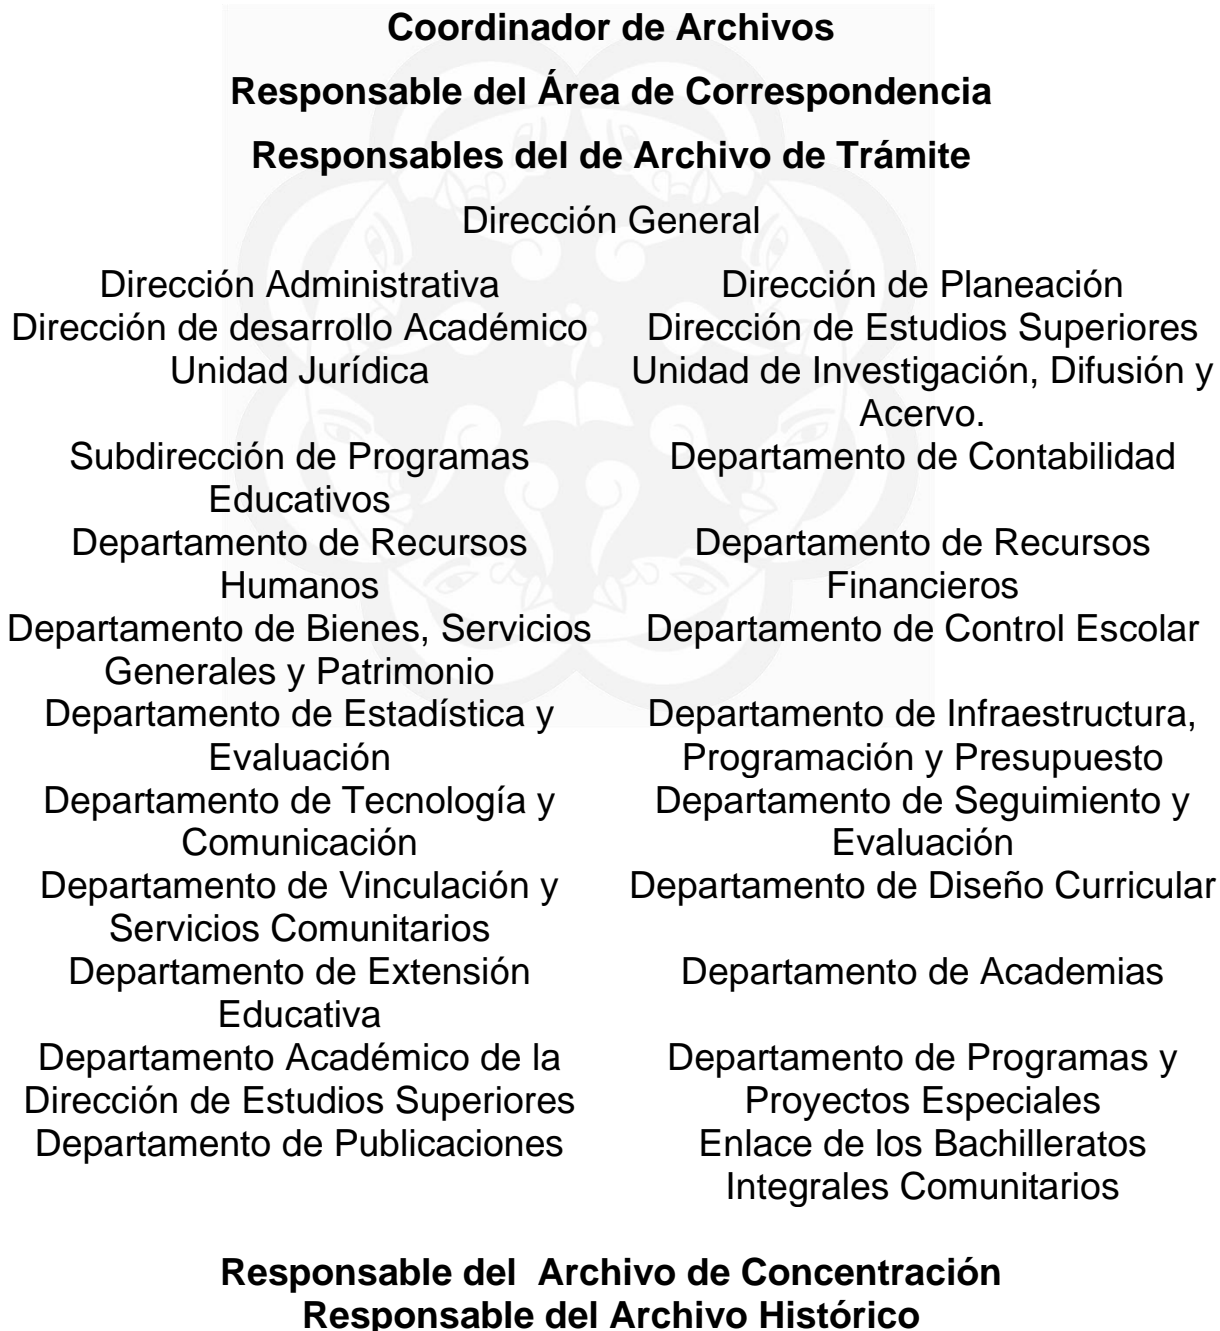 Coordinador de Archivos
Responsable del Área de Correspondencia
Responsables del de Archivo de Trámite
Dirección General
Dirección Administrativa
Dirección de Planeación
Dirección de desarrollo Académico
Dirección de Estudios Superiores
Unidad Jurídica
Unidad de Investigación, Difusión y
Acervo.
Subdirección de Programas
Educativos
Departamento de Contabilidad
Departamento de Recursos
Humanos
Departamento de Recursos
Financieros
Departamento de Bienes, Servicios
Generales y Patrimonio
Departamento de Control Escolar
Departamento de Estadística y
Evaluación
Departamento de Infraestructura,
Programación y Presupuesto
Departamento de Tecnología y
Comunicación
Departamento de Seguimiento y
Evaluación
Departamento de Vinculación y
Servicios Comunitarios
Departamento de Diseño Curricular
Departamento de Extensión
Educativa
Departamento de Academias
Departamento Académico de la
Dirección de Estudios Superiores
Departamento de Programas y
Proyectos Especiales
Departamento de Publicaciones
Enlace de los Bachilleratos
Integrales Comunitarios
Responsable del  Archivo de Concentración
Responsable del Archivo Histórico